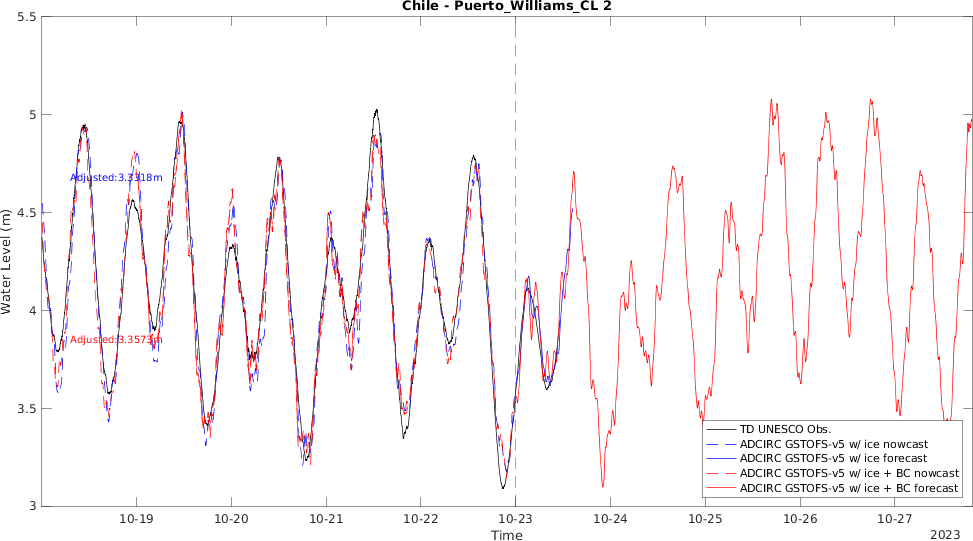 Chile - Puerto_Williams_CL 2
5.5
5
4.5
4
3.5
3
Water Level (m)
Adjusted:3.3318m
Adjusted:3.3573m
TD UNESCO Obs.
ADCIRC GSTOFS-v5 w/ ice nowcast
ADCIRC GSTOFS-v5 w/ ice forecast
ADCIRC GSTOFS-v5 w/ ice + BC nowcast
ADCIRC GSTOFS-v5 w/ ice + BC forecast
10-19 10-20 10-21 10-22 10-23 10-24 10-25 10-26 10-27
Time
2023